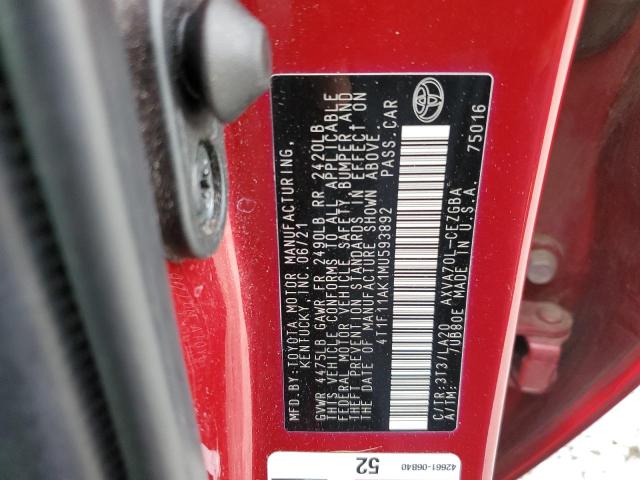 MFD.BY:TOYOTA MOTOR MANUFACTURING,
KENTUCKY, INC. 06/21
GVWR 4475LB GAWR FR 2490LB RR 2420LB
THIS VEHICLE CONFORMS TO ALL APPLICABLE
FEDERAL MOTOR VEHICLE SAFETY, BUMPER AND
THEFT PREVENTION STANDARDS IN EFFECT ON
THE DATE OF MANUFACTURE SHOWN ABOVE.
4T1F11AK1MU593892 PASS.CAR
C/TR:3T3/LA20 AXVA70L-CEZGBA
A/TM: 7UB80E MADE IN U.S.A. 75016
52
42661-06840